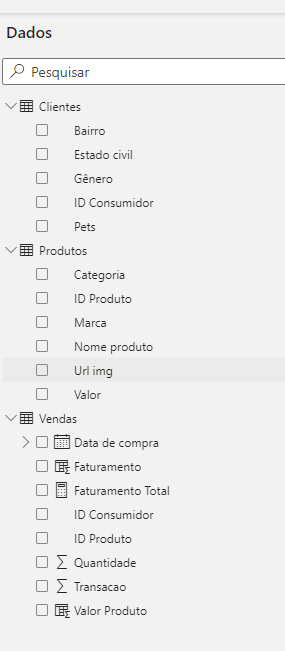 Dados
Pesquisar
Clientes
Bairro
Estado civil
Gênero
ID Consumidor
Pets
Produtos
Categoria
ID Produto
Marca
Nome produto
Url img
Valor
Vendas
Data de compra
Faturamento
Faturamento Total
ID Consumidor
ID Produto
Quantidade
Transacao
Valor Produto